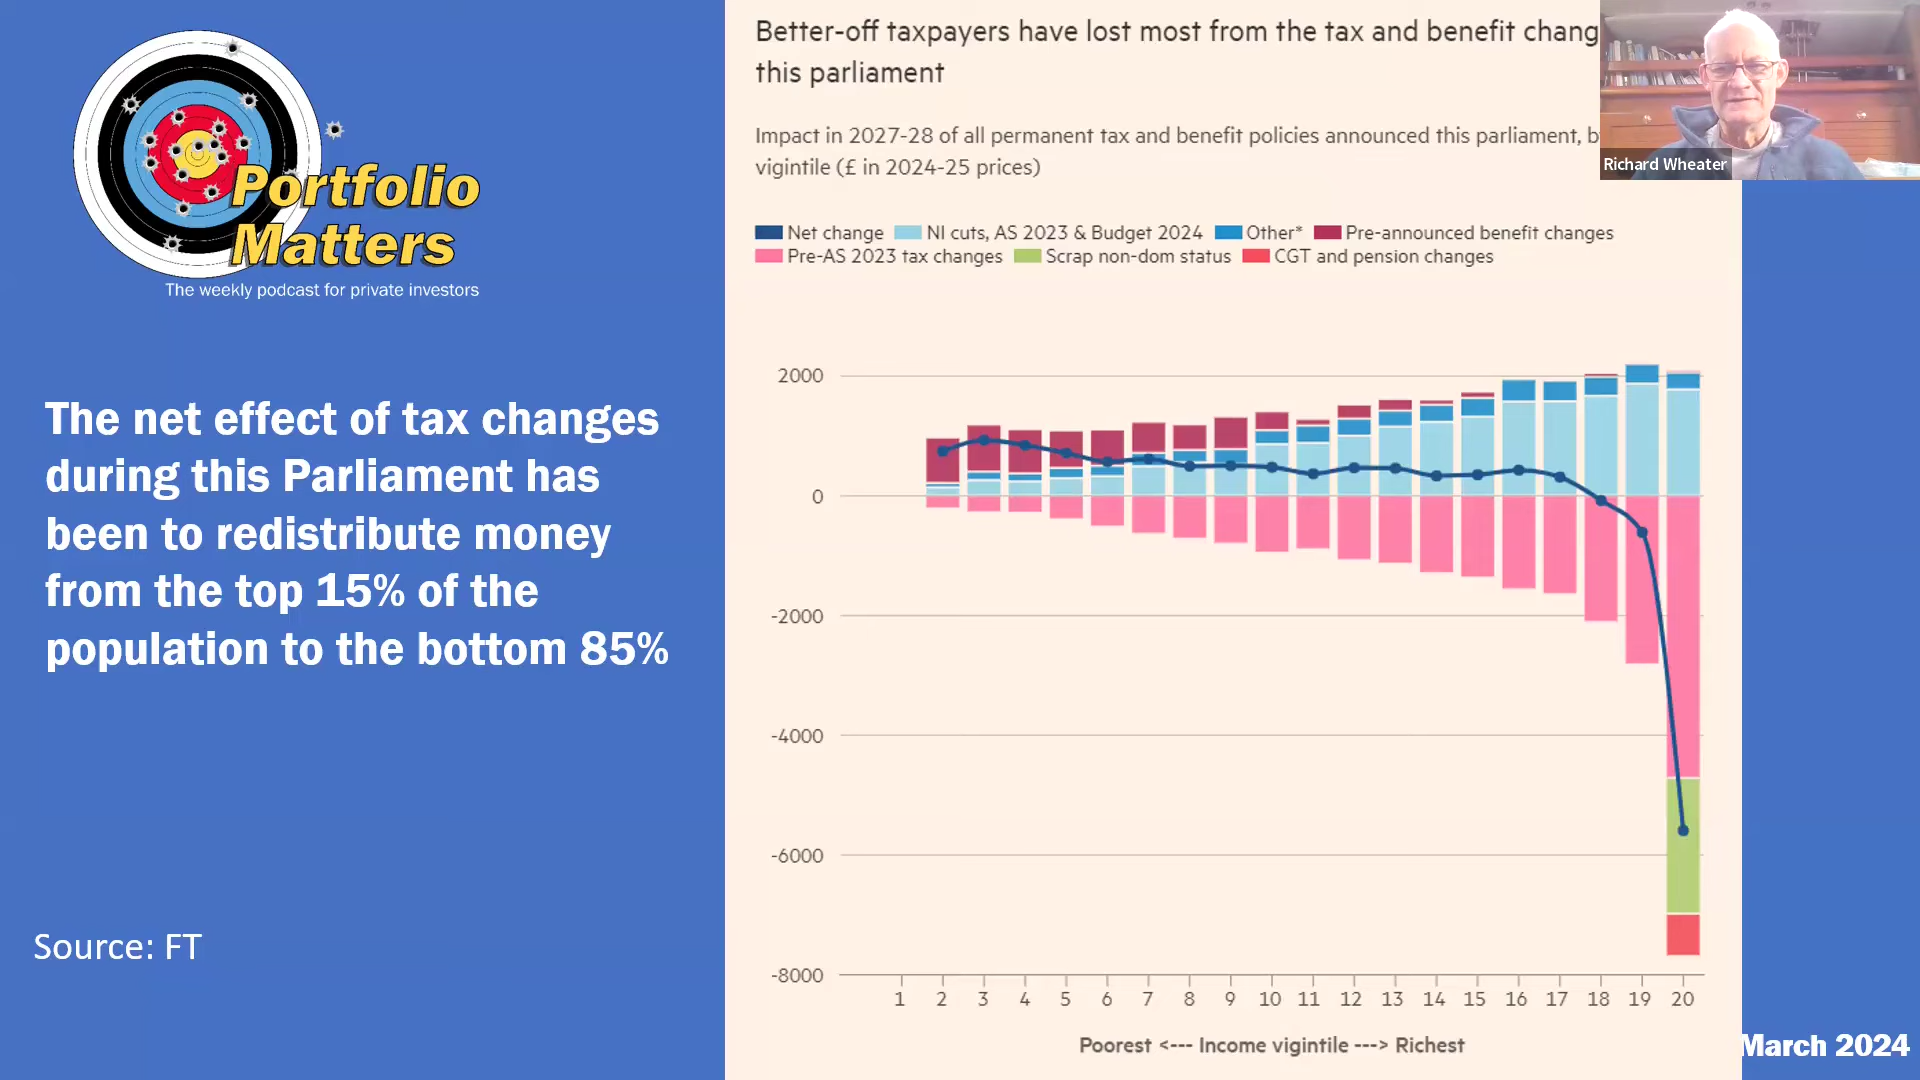 Portfolio
Matters
The weekly podcast for private investors
The net effect of tax changes
during this Parliament has
been to redistribute money
from the top 15% of the
population to the bottom 85%
Source: FT
Better-off taxpayers have lost most from the tax and benefit chang
this parliament
Impact in 2027-28 of all permanent tax and benefit policies announced this parliament, b
vigintile (£ in 2024-25 prices)
Net change NI cuts, AS 2023 & Budget 2024 Other* Pre-announced benefit changes
Pre-AS 2023 tax changes Scrap non-dom status CGT and pension changes
2000
0
-2000
-4000
-6000
-8000
1 2 3 4 5 6 7 8 9 10 11 12 13 14 15 16 17 18 19 20
Poorest <--- Income vigintile ---> Richest
Richard Wheater
March 2024